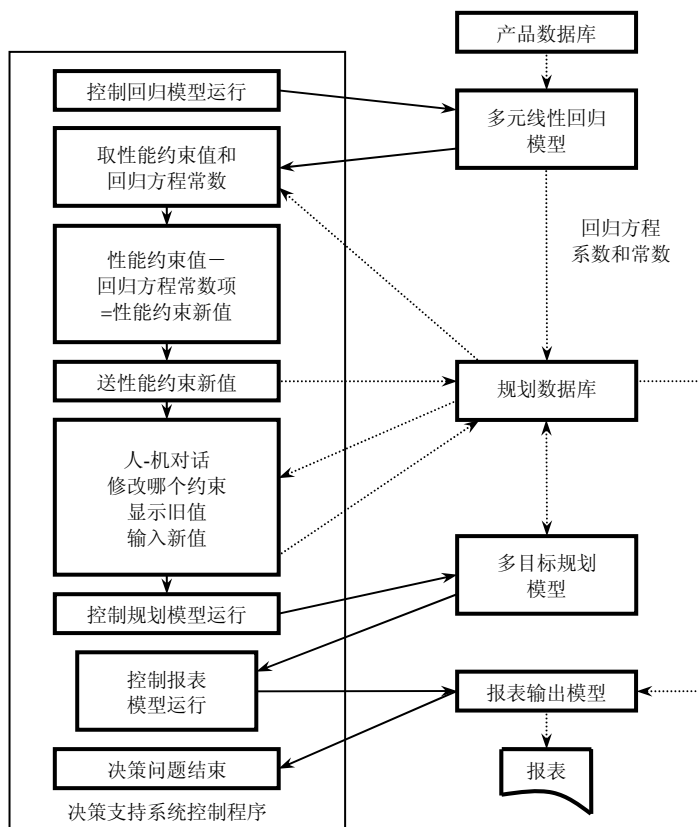 产品数据库
控制回归模型运行
多元线性回归
模型
取性能约束值和
回归方程常数
回归方程
系数和常数
性能约束值－
回归方程常数项
=性能约束新值
送性能约束新值
规划数据库
人-机对话
修改哪个约束
显示旧值
输入新值
多目标规划
模型
控制规划模型运行
控制报表
模型运行
报表输出模型
决策问题结束
报表
决策支持系统控制程序